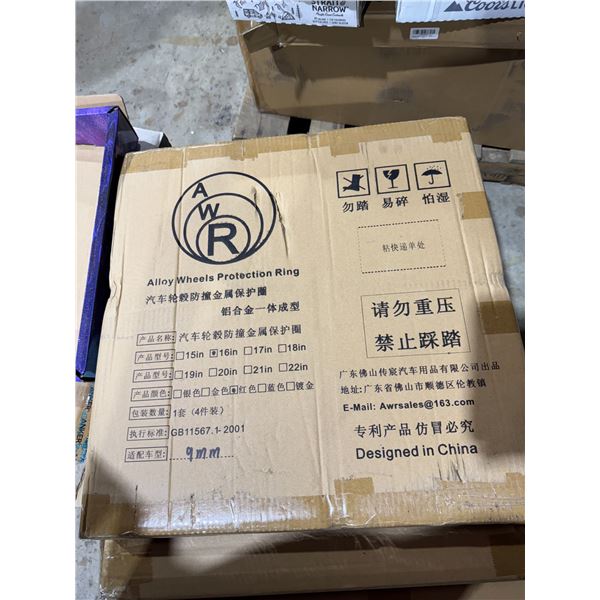 STRAIT &
NARROW
Coors Li
AWR
Alloy Wheels Protection Ring
汽车轮毂防撞金属保护圈
铝合金一体成型
产品名称: 汽车轮毂防撞金属保护圈
产品型号: 15in 16in 17in 18in
产品型号: 19in 20in 21in 22in
产品颜色: 银色 金色 红色 蓝色 镀金
包装数量: 1套(4件装)
执行标准: GB11567.1-2001
适配车型: 9mm
勿踏 易碎 怕湿
粘快递单处
请勿重压
禁止踩踏
广东佛山传宸汽车用品有限公司出品
地址: 广东省佛山市顺德区伦教镇
E-Mail: Awrsales@163.com
专利产品 仿冒必究
Designed in China